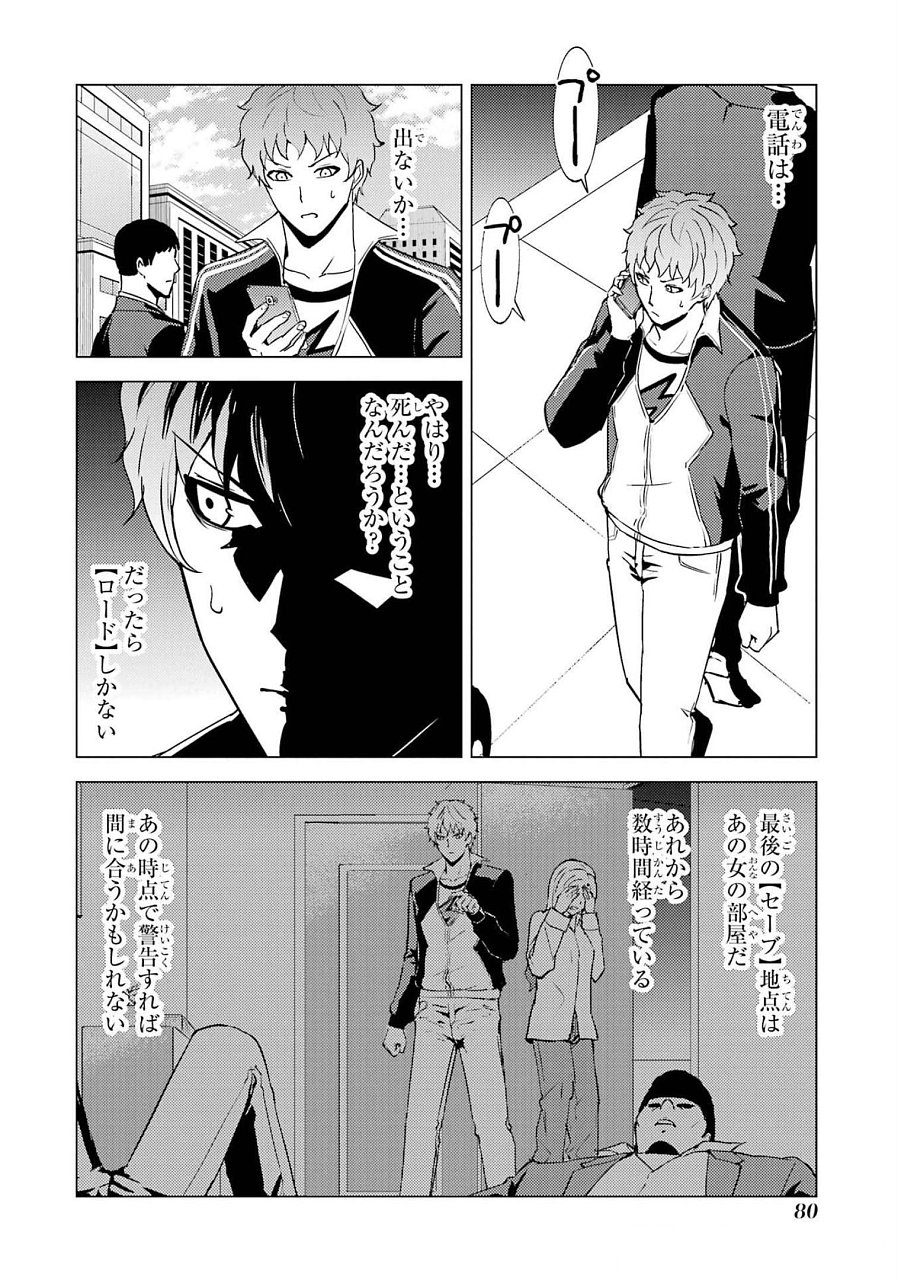 電話は…
プーー
プーー
出ないか…
やはり…
死んだ…ということ
なんだろうか?
だったら
【ロード】しかない
最後の【セーブ】地点は
あの女の部屋だ
あれから
数時間経っている
あの時点で警告すれば
間に合うかもしれない
80